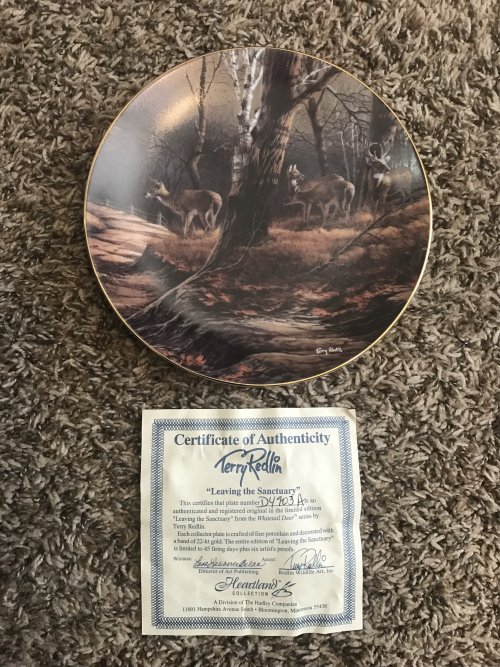 Terry Redlin
Certificate of Authenticity
Terry Redlin
"Leaving the Sanctuary"
This certifies that plate number D4703A is an
authenticated and registered original in the limited edition
"Leaving the Sanctuary" from the Whitetail Deer series by
Terry Redlin.
Each collector plate is crafted of fine porcelain and decorated with
a band of 22-kt gold. The entire edition of "Leaving the Sanctuary"
is limited to 45 firing days plus six artist's proofs.
Witness:
Artist: Terry Redlin
Director of Art Publishing
Redlin Wildlife Art, Inc.
Heartland
COLLECTION
A Division of The Hadley Companies
11001 Hampshire Avenue South • Bloomington, Minnesota 55438